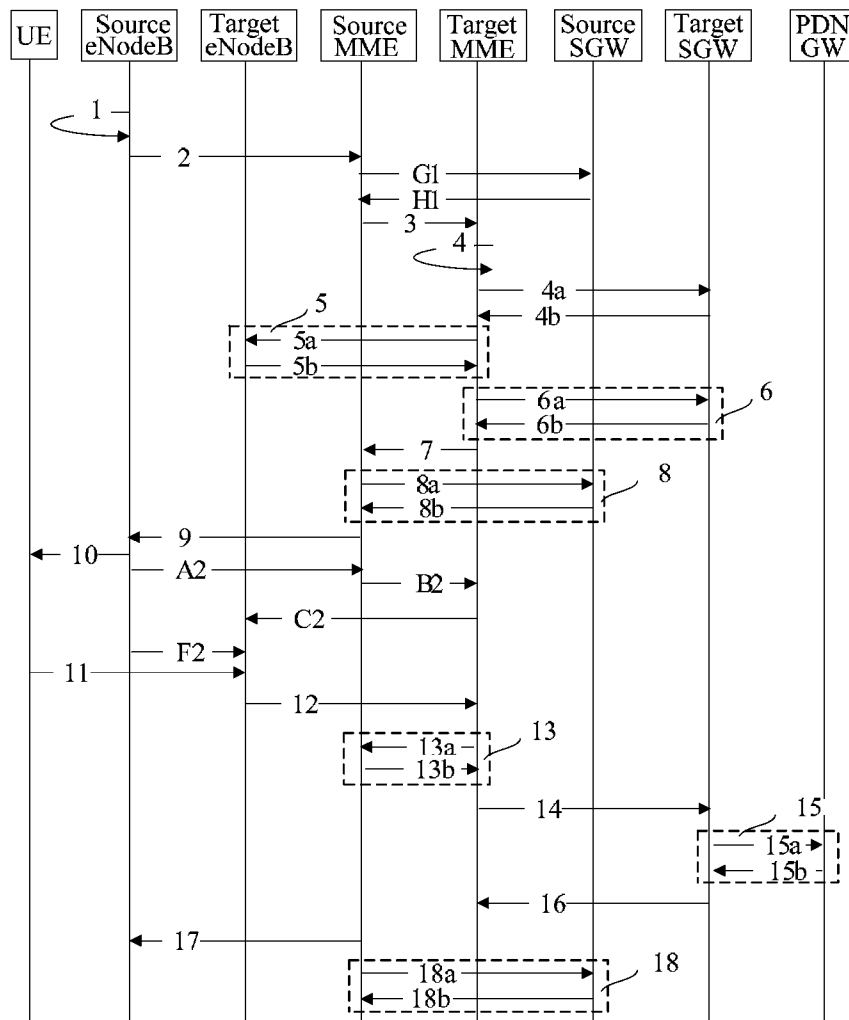 UE
Source
eNodeB
Target
eNodeB
Source
MME
Target
MME
Source
SGW
Target
SGW
PDN
GW
1
2
G1
H1
3
4
4a
4b
5
5a
5b
6a
6
6b
7
8
8a
8b
9
10
A2
B2
C2
F2
11
12
13
13a
13b
14
15
15a
15b
16
17
18a
18
18b